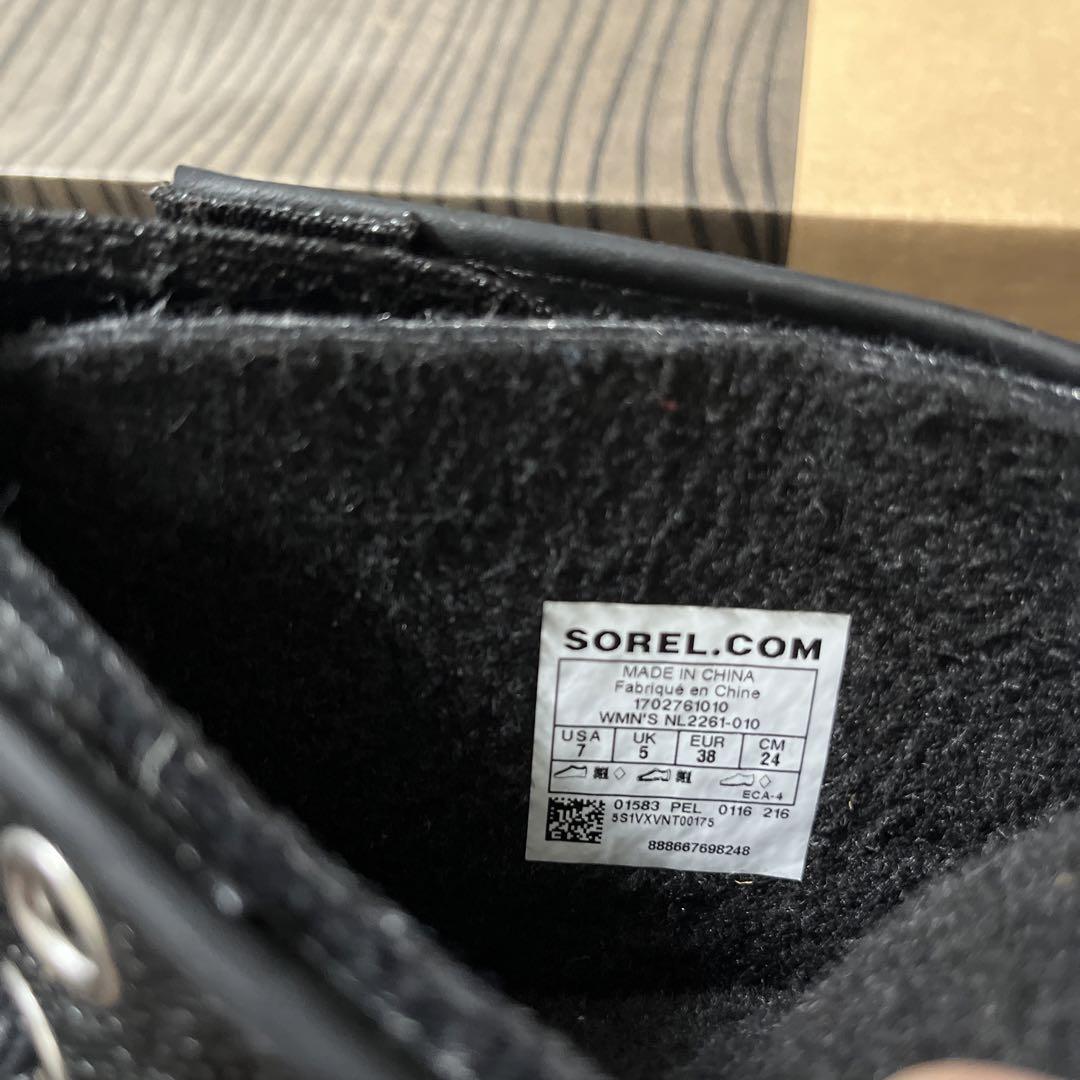 SOREL.COM
MADE IN CHINA
Fabriqué en Chine
1702761010
WMN'S NL2261-010
USA UK EUR CM
7 5 38 24
ECA-4
01583 PEL 0116 216
5S1VXVNT00175
888667698248